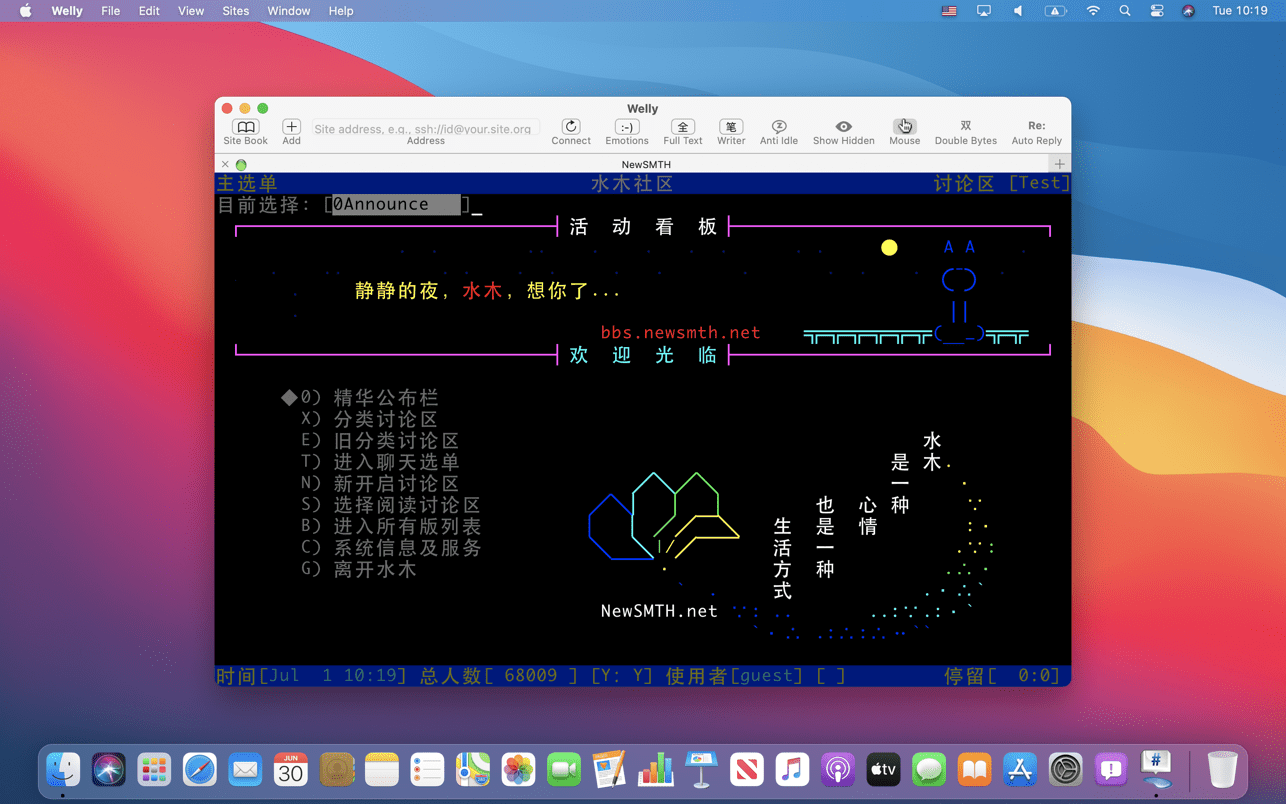 Welly File Edit View Sites Window Help Tue 10:19
Welly
:-) 全 笔 双 Re:
Site address, e.g., ssh://id@your.site.org
Site Book Add Address Connect Emotions Full Text Writer Anti Idle Show Hidden Mouse Double Bytes Auto Reply
NewSMTH
主选单 水木社区 讨论区 [Test]
目前选择: [0Announce ]
活 动 看 板
静静的夜, 水木, 想你了...
bbs.newsmth.net
欢 迎 光 临
0) 精华公布栏
X) 分类讨论区
E) 旧分类讨论区
T) 进入聊天选单
N) 新开启讨论区
S) 选择阅读讨论区
B) 进入所有版列表
C) 系统信息及服务
G) 离开水木
水木
是一种
心情
也是一种
生活方式
NewSMTH.net
时间[Jul 1 10:19] 总人数[ 68009 ] [Y: Y] 使用者[guest] [ ] 停留[ 0:0]
JUN
30
tv
#